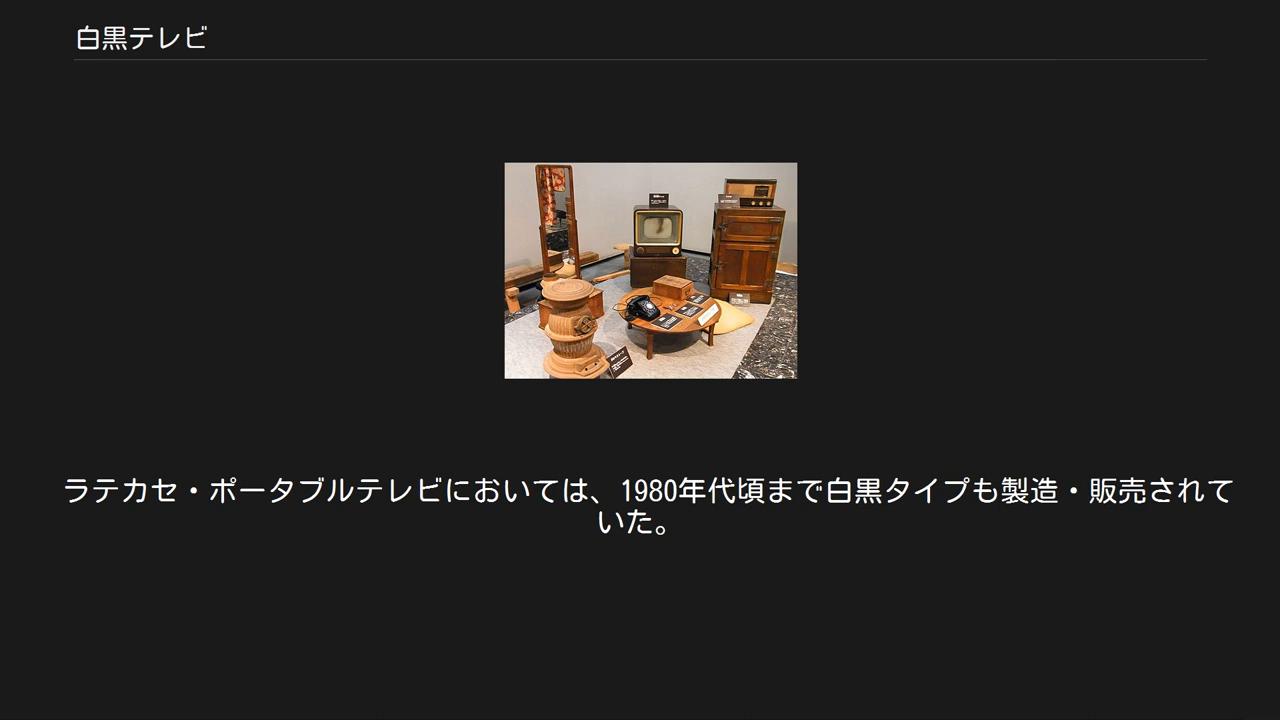 白黒テレビ
ラテカセ・ポータブルテレビにおいては、1980年代頃まで白黒タイプも製造・販売されて
いた。